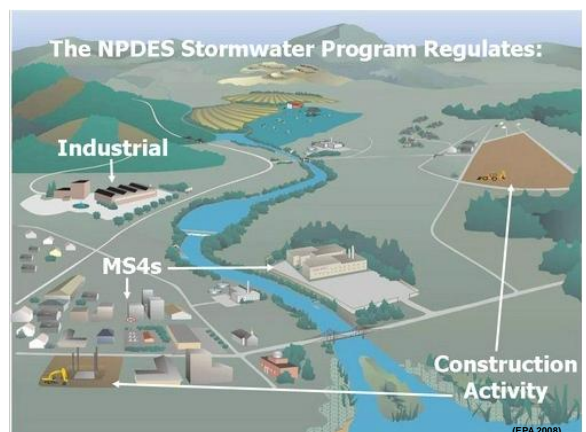 The NPDES Stormwater Program Regulates:
Industrial
MS4s
Construction
Activity
(EPA 2008)